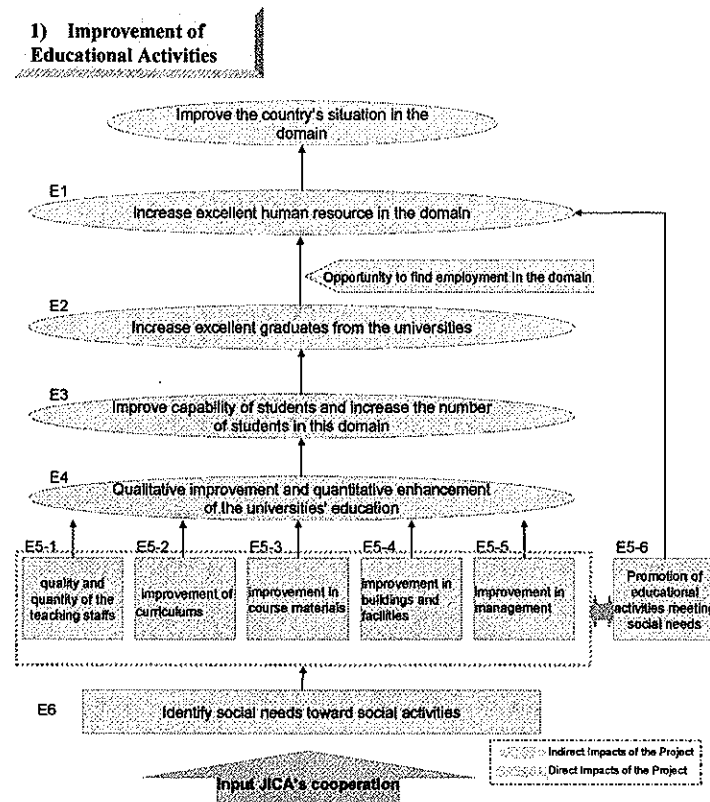 1) Improvement of
Educational Activities
Improve the country's situation in the
domain
E1
Increase excellent human resource in the domain
Opportunity to find employment in the domain
E2
Increase excellent graduates from the universities
E3
Improve capability of students and increase the number
of students in this domain
E4
Qualitative improvement and quantitative enhancement
of the universities' education
E5-1
E5-2
E5-3
E5-4
E5-5
E5-6
quality and
quantity of the
teaching staffs
improvement of
curriculums
improvement in
course materials
improvement in
buildings and
facilities
improvement in
management
Promotion of
educational
activities meeting
social needs
E6
Identify social needs toward social activities
Indirect Impacts of the Project
Direct Impacts of the Project
Input JICA's cooperation